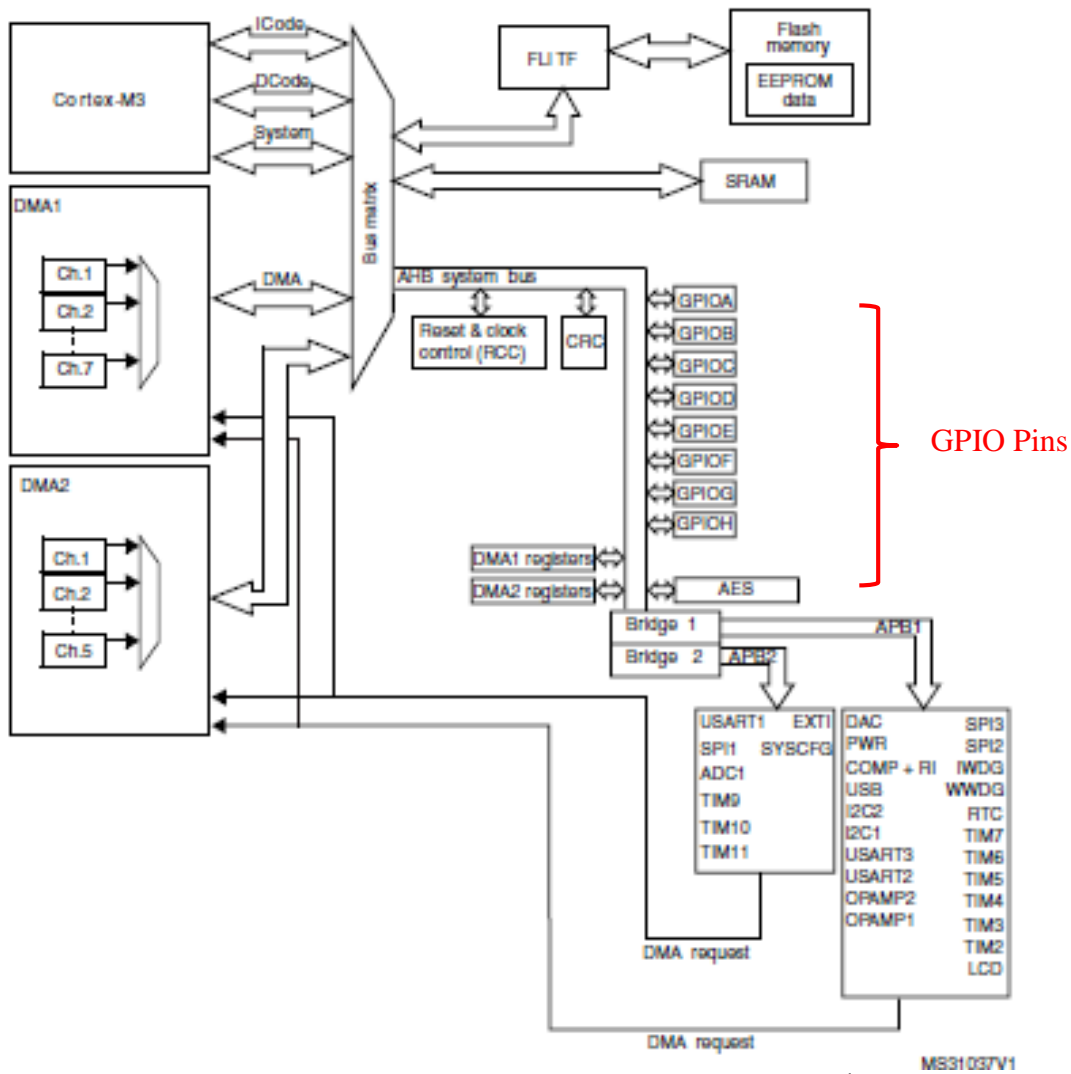 Cortex-M3
ICode
DCode
System
Bus matrix
FLITF
Flash
memory
EEPROM
data
SRAM
DMA1
Ch.1
Ch.2
Ch.7
DMA
AHB system bus
Reset & clock
control (RCC)
CRC
GPIOA
GPIOB
GPIOC
GPIOD
GPIOE
GPIOF
GPIOG
GPIOH
GPIO Pins
DMA2
Ch.1
Ch.2
Ch.5
DMA1 registers
DMA2 registers
AES
Bridge 1
Bridge 2
APB1
APB2
USART1 EXTI
SPI1 SYSCFG
ADC1
TIM9
TIM10
TIM11
DAC SPI3
PWR SPI2
COMP + RI IWDG
USB WWDG
I2C2 RTC
I2C1 TIM7
USART3 TIM6
USART2 TIM5
OPAMP2 TIM4
OPAMP1 TIM3
TIM2
LCD
DMA request
DMA request
MS31037V1